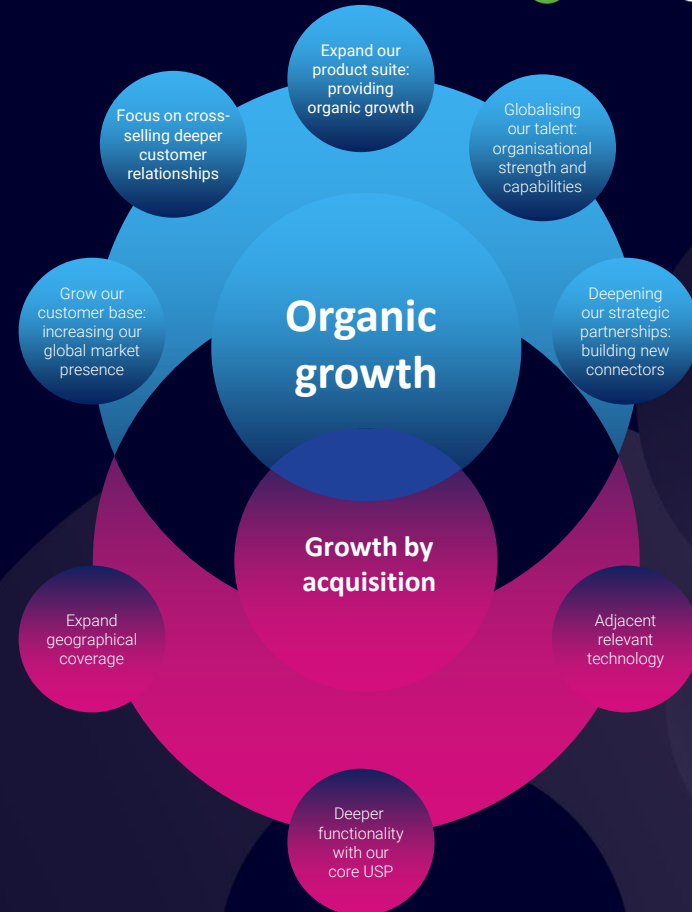 Expand our
product suite:
providing
organic growth
Focus on cross-
selling deeper
customer
relationships
Globalising
our talent:
organisational
strength and
capabilities
Grow our
customer base:
increasing our
global market
presence
Organic
growth
Deepening
our strategic
partnerships:
building new
connectors
Growth by
acquisition
Expand
geographical
coverage
Adjacent
relevant
technology
Deeper
functionality
with our
core USP